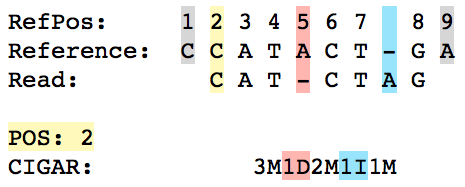 RefPos: 1 2 3 4 5 6 7 8 9
Reference: C C A T A C T - G A
Read: C A T - C T A G
POS: 2
CIGAR: 3M1D2M1I1M